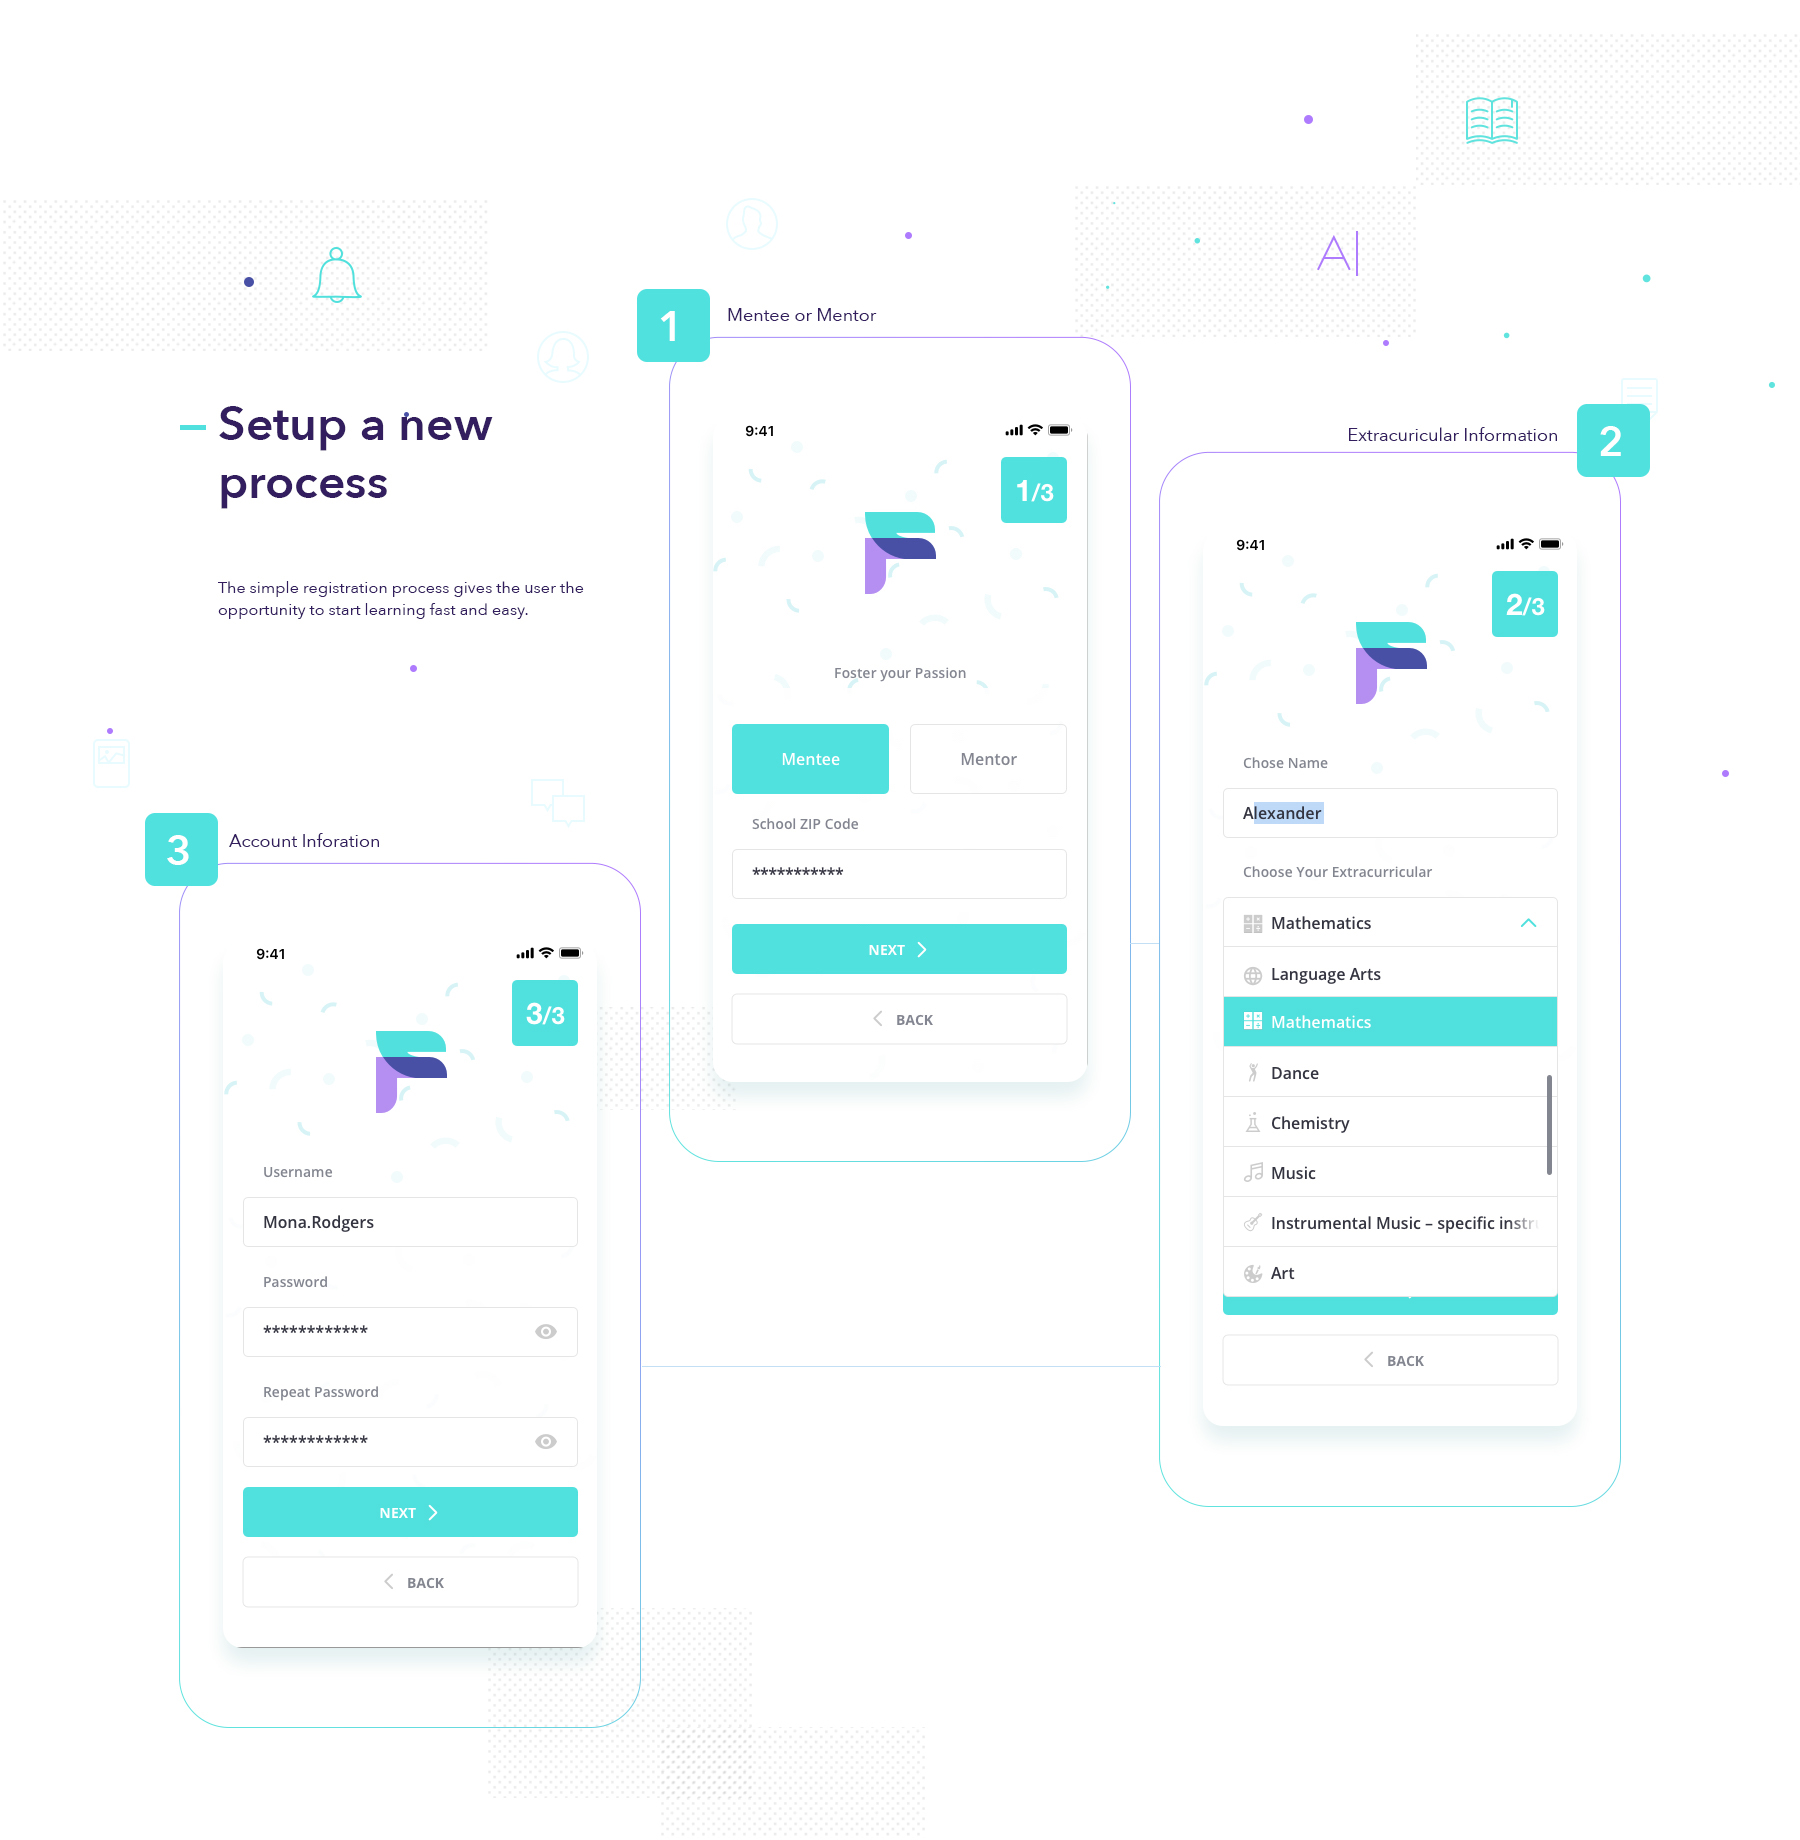 Setup a new
process
The simple registration process gives the user the
opportunity to start learning fast and easy.
AI
1
Mentee or Mentor
9:41
1/3
Foster your Passion
Mentee
Mentor
School ZIP Code
***********
NEXT
BACK
Extracuricular Information
2
9:41
2/3
Chose Name
Alexander
Choose Your Extracurricular
Mathematics
Language Arts
Mathematics
Dance
Chemistry
Music
Instrumental Music – specific instru
Art
BACK
3
Account Inforation
9:41
3/3
Username
Mona.Rodgers
Password
************
Repeat Password
************
NEXT
BACK